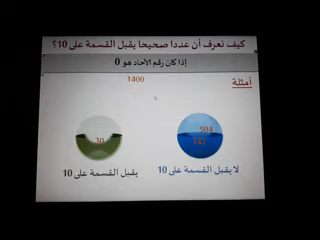 كيف نعرف أن عددا صحيحا يقبل القسمة على 10؟
إذا كان رقم الآحاد هو 0
1400
أمثلة
504
30
لا يقبل القسمة على 10
يقبل القسمة على 10